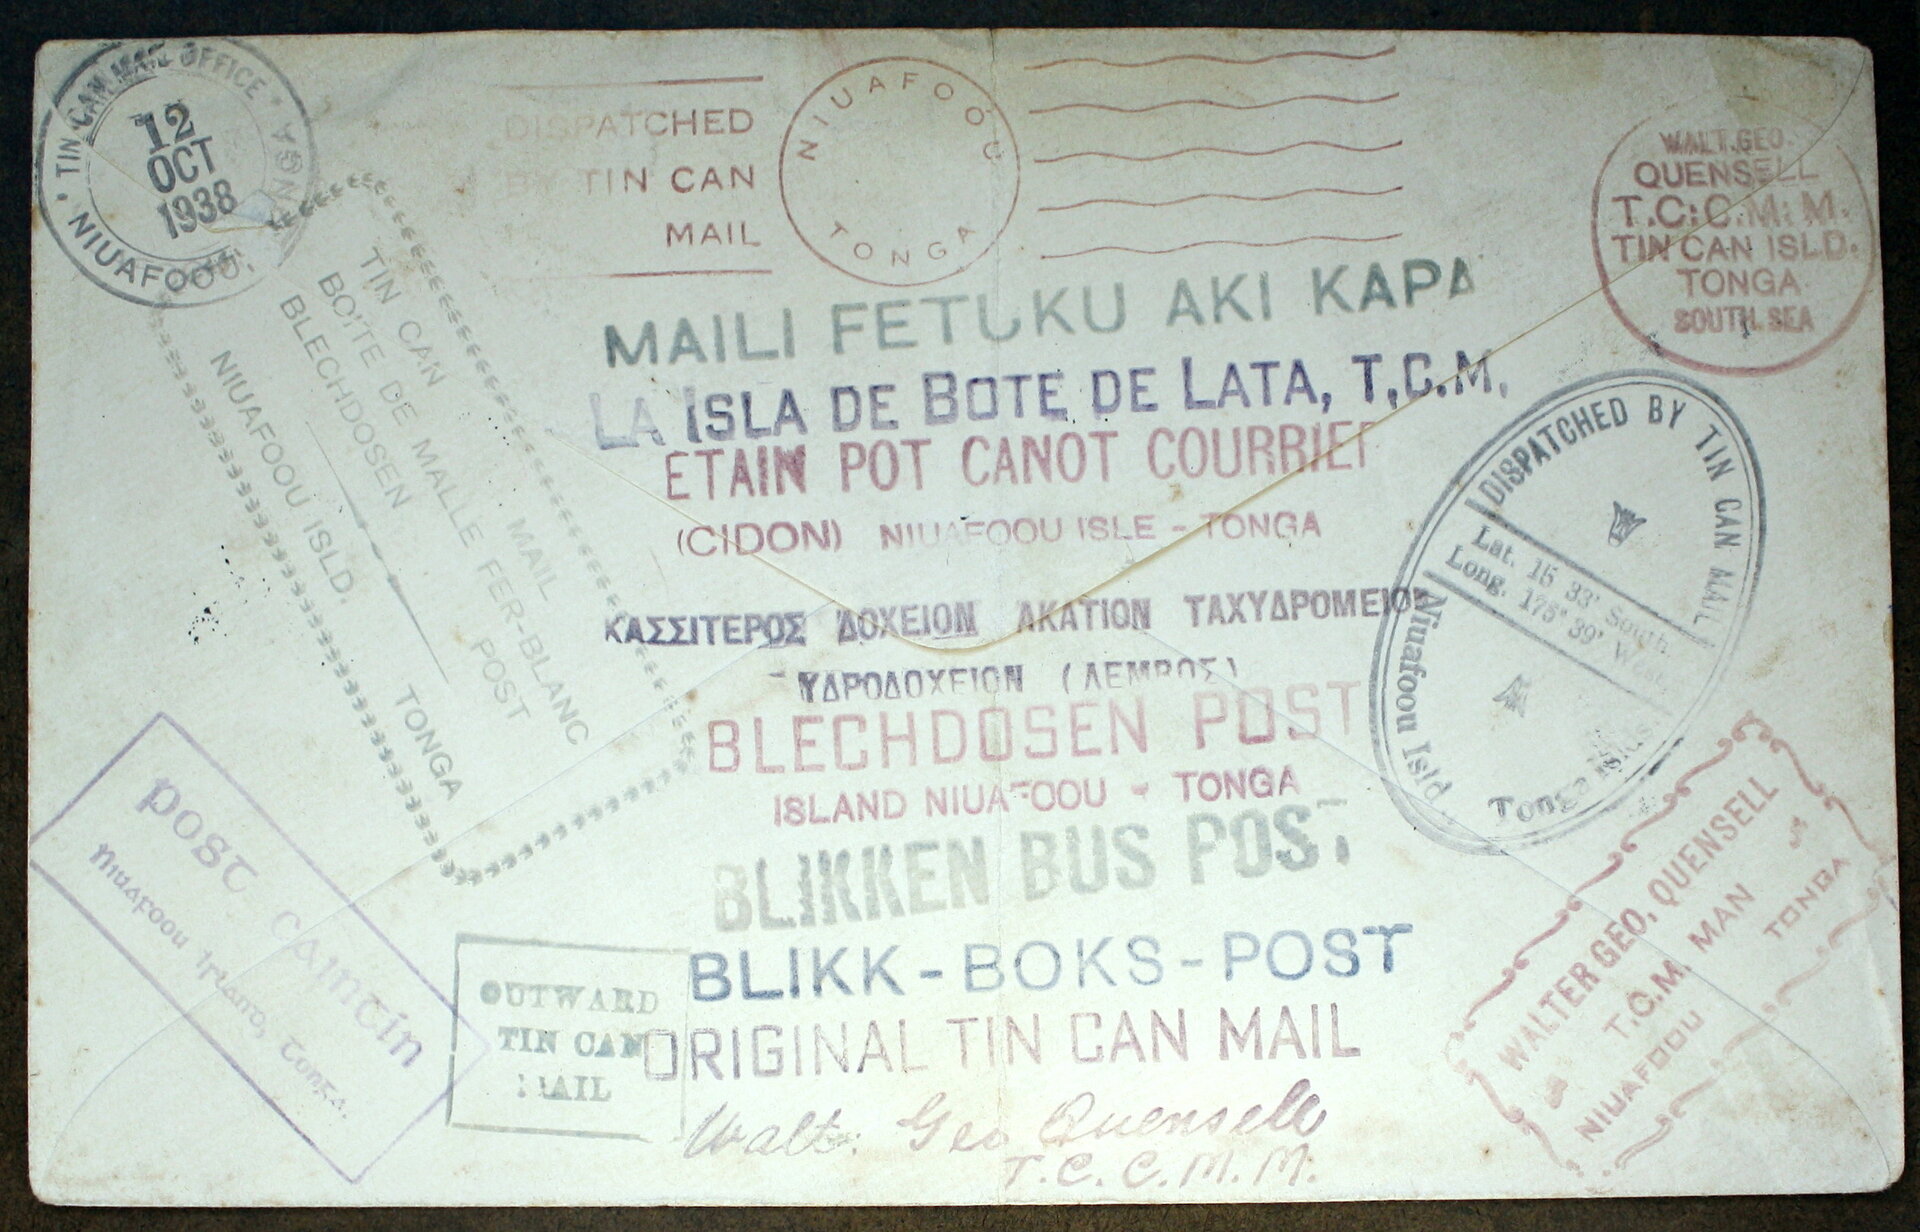 TIN CAN MAIL OFFICE
12
OCT
1938
NIUAFOOU. TONGA
DISPATCHED
BY TIN CAN
MAIL
NIUAFOOU
TONGA
WALT. GEO.
QUENSELL
T.C.C.M.M.
TIN CAN ISLD.
TONGA
SOUTH SEA
TIN CAN MAIL
BOITE DE MALLE FER-BLANC
BLECHDOSEN POST
NIUAFOOU ISLD. TONGA
MAILI FETUKU AKI KAPA
LA ISLA DE BOTE DE LATA, T.C.M.
ETAIN POT CANOT COURRIER
(CIDON) NIUAFOOU ISLE - TONGA
ΚΑΣΣΙΤΕΡΟΣ ΔΟΧΕΙΟΝ ΑΚΑΤΙΟΝ ΤΑΧΥΔΡΟΜΕΙΟΝ
ΥΔΡΟΔΟΧΕΙΟΝ (ΛΕΜΒΟΣ)
BLECHDOSEN POST
ISLAND NIUAFOOU - TONGA
BLIKKEN BUS POST
BLIKK-BOKS-POST
ORIGINAL TIN CAN MAIL
Walt. Geo Quensell
T.C.C.M.M.
DISPATCHED BY TIN CAN MAIL
Lat. 15 33' South.
Long. 175° 39' West
Niuafoou Isld.
Tonga Islds.
post caintin
Niuafoou Irland, Tonga.
OUTWARD
TIN CAN
MAIL
WALTER GEO. QUENSELL
T.C.M. MAN
NIUAFOOU TONGA